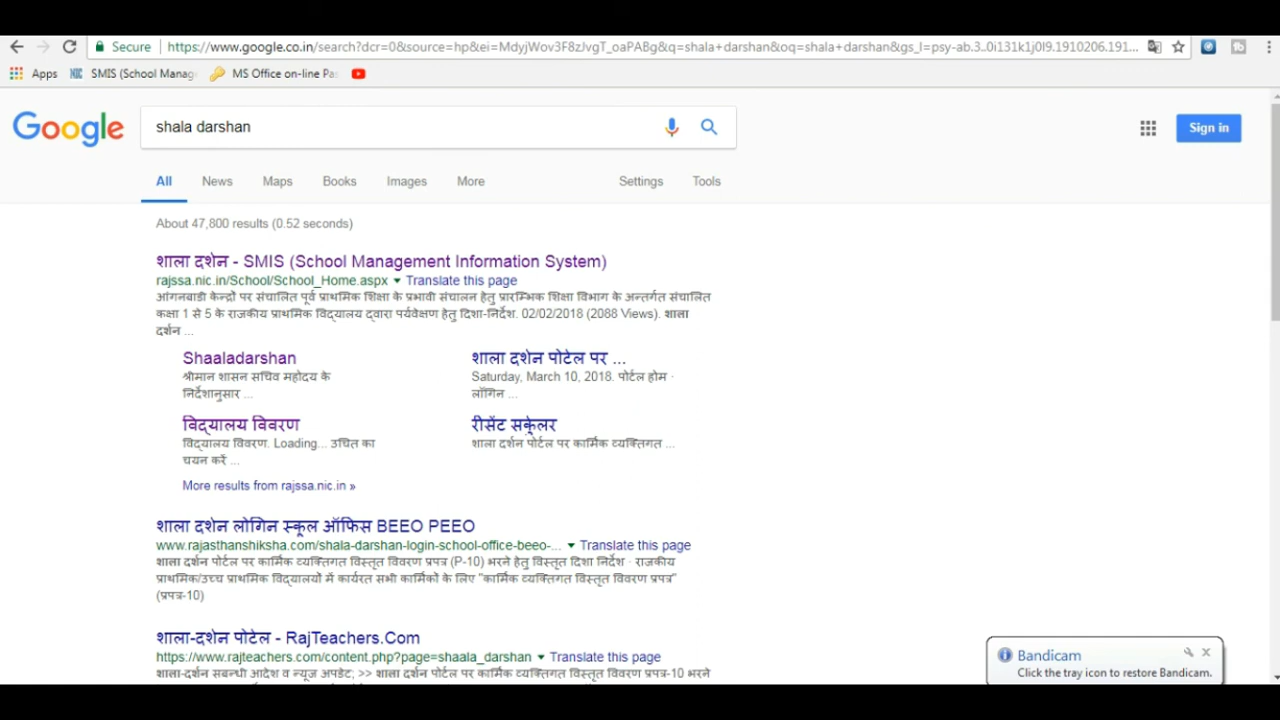 Secure https://www.google.co.in/search?dcr=0&source=hp&ei=MdyjWov3F8zJvgT_oaPABg&q=shala+darshan&oq=shala+darshan&gs_l=psy-ab.3..0i131k1j0l9.1910206.191...
Apps SMIS (School Manag MS Office on-line Pa
Google shala darshan Sign in
All News Maps Books Images More Settings Tools
About 47,800 results (0.52 seconds)
शाला दर्शन - SMIS (School Management Information System)
rajssa.nic.in/School/School_Home.aspx Translate this page
आंगनबाडी केन्द्रों पर संचालित पूर्व प्राथमिक शिक्षा के प्रभावी संचालन हेतु प्रारम्भिक शिक्षा विभाग के अन्तर्गत संचालित
कक्षा 1 से 5 के राजकीय प्राथमिक विद्यालय द्वारा पर्यवेक्षण हेतु दिशा-निर्देश. 02/02/2018 (2088 Views). शाला
दर्शन ...
Shaaladarshan शाला दर्शन पोर्टल पर ...
श्रीमान शासन सचिव महोदय के Saturday, March 10, 2018. पोर्टल होम ·
निर्देशानुसार ... लॉगिन ...
विद्यालय विवरण रीसेंट सर्कुलर
विद्यालय विवरण. Loading... उचित का शाला दर्शन पोर्टल पर कार्मिक व्यक्तिगत ...
चयन करें ...
More results from rajssa.nic.in »
शाला दर्शन लोगिन स्कूल ऑफिस BEEO PEEO
www.rajasthanshiksha.com/shala-darshan-login-school-office-beeo-... Translate this page
शाला दर्शन पोर्टल पर कार्मिक व्यक्तिगत विस्तृत विवरण प्रपत्र (P-10) भरने हेतु विस्तृत दिशा निर्देश · राजकीय
प्राथमिक/उच्च प्राथमिक विद्यालयों में कार्यरत सभी कार्मिकों के लिए "कार्मिक व्यक्तिगत विस्तृत विवरण प्रपत्र"
(प्रपत्र-10)
शाला-दर्शन पोर्टल - RajTeachers.Com
https://www.rajteachers.com/content.php?page=shaala_darshan Translate this page
शाला-दर्शन सबन्धी आदेश व न्यूज अपडेट; >> शाला दर्शन पोर्टल पर कार्मिक व्यक्तिगत विस्तृत विवरण प्रपत्र-10 भरने
Bandicam
Click the tray icon to restore Bandicam.